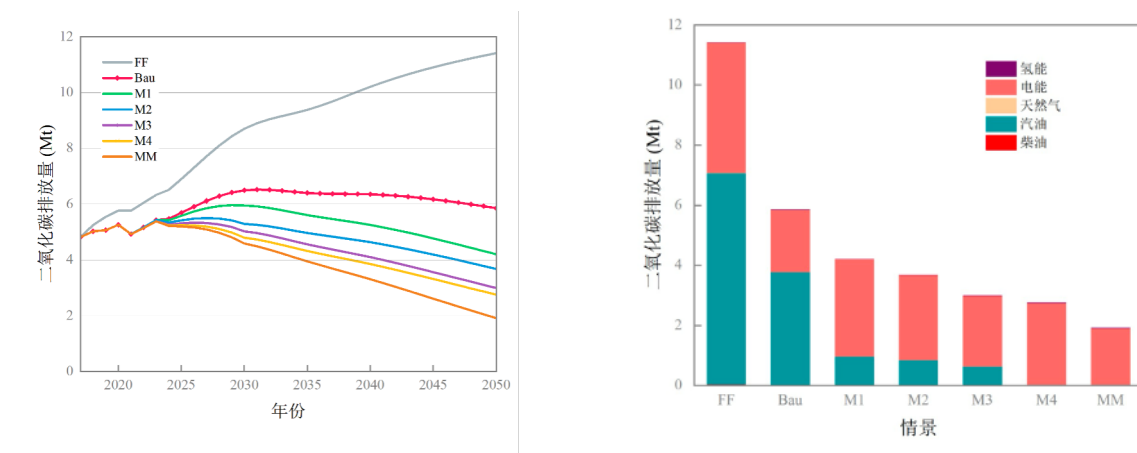 12
10
8
6
4
2
0
二氧化碳排放量 (Mt)
FF
Bau
M1
M2
M3
M4
MM
2020 2025 2030 2035 2040 2045 2050
年份
12
10
8
6
4
2
0
二氧化碳排放量 (Mt)
氢能
电能
天然气
汽油
柴油
FF Bau M1 M2 M3 M4 MM
情景